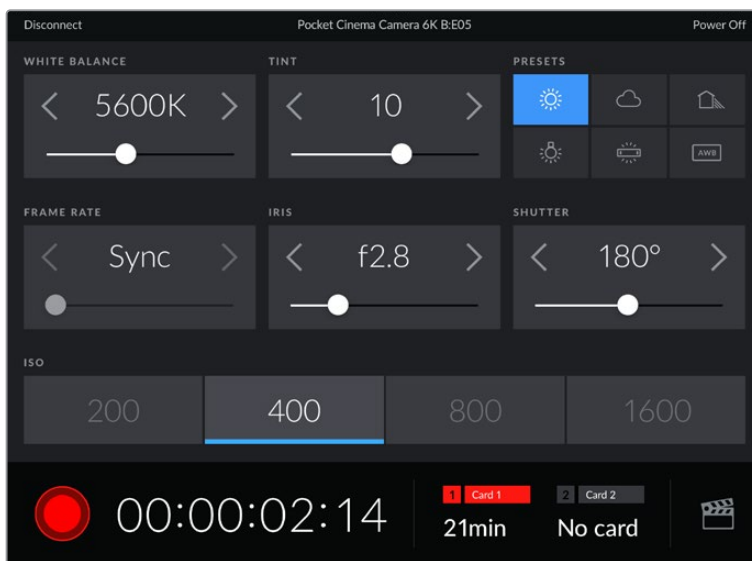 Disconnect Pocket Cinema Camera 6K B:E05 Power Off
WHITE BALANCE TINT PRESETS
5600K 10
AWB
FRAME RATE IRIS SHUTTER
Sync f2.8 180°
ISO
200 400 800 1600
1 Card 1 2 Card 2
00:00:02:14 21min No card